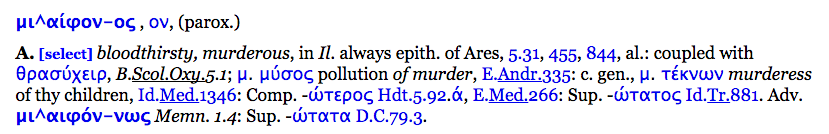 μι^αίφον-ος , ον, (parox.)
A. [select] bloodthirsty, murderous, in Il. always epith. of Ares, 5.31, 455, 844, al.: coupled with
θρασύχειρ, B.Scol.Oxy.5.1; μ. μύσος pollution of murder, E.Andr.335: c. gen., μ. τέκνων murderess
of thy children, Id.Med.1346: Comp. -ώτερος Hdt.5.92.ά, E.Med.266: Sup. -ώτατος Id.Tr.881. Adv.
μι^αιφόν-νως Memn. 1.4: Sup. -ώτατα D.C.79.3.